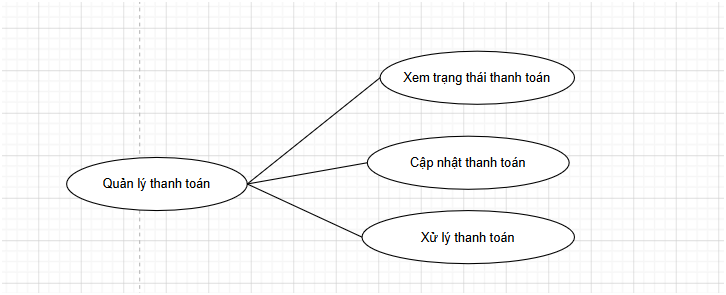 Xem trạng thái thanh toán
Cập nhật thanh toán
Quản lý thanh toán
Xử lý thanh toán